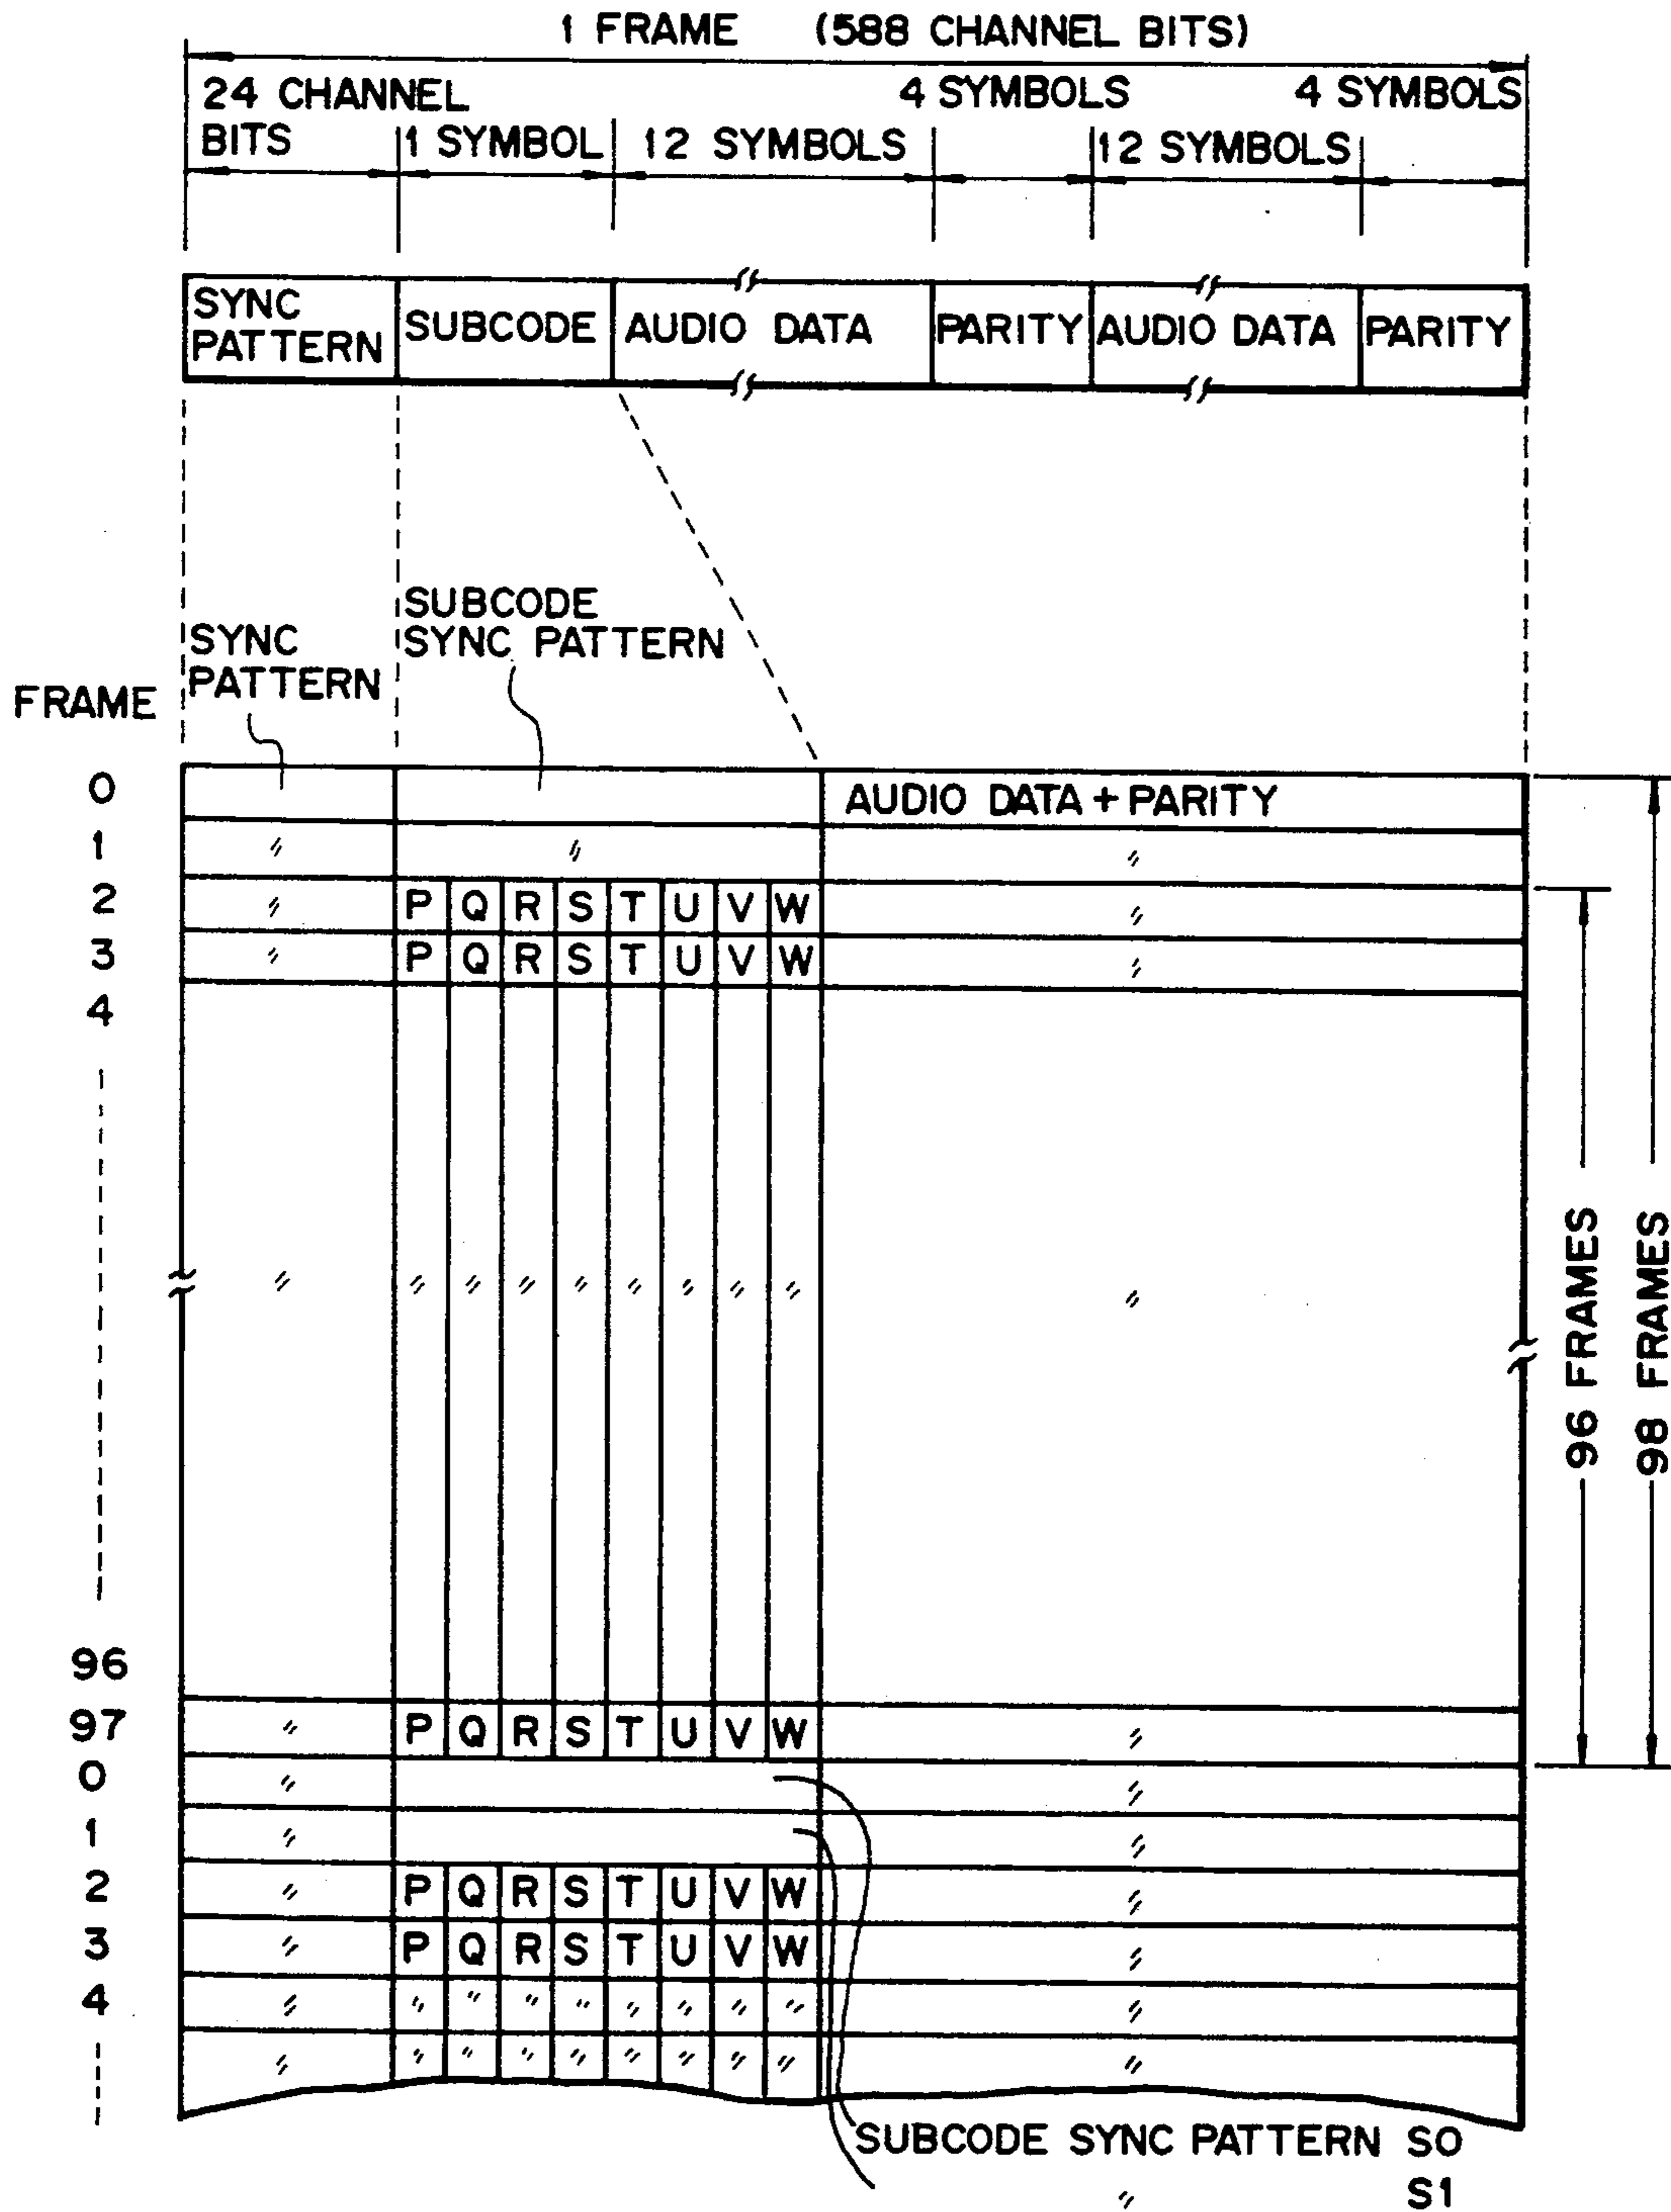 1 FRAME (588 CHANNEL BITS)
24 CHANNEL BITS
1 SYMBOL
12 SYMBOLS
4 SYMBOLS
12 SYMBOLS
4 SYMBOLS
SYNC PATTERN
SUBCODE
AUDIO DATA
PARITY
AUDIO DATA
PARITY
FRAME
SYNC PATTERN
SUBCODE SYNC PATTERN
0 AUDIO DATA + PARITY
1 〃 〃 〃
2 〃 P Q R S T U V W 〃
3 〃 P Q R S T U V W 〃
4
〃 〃 〃 〃 〃 〃 〃 〃 〃 〃
96 FRAMES
98 FRAMES
96
97 〃 P Q R S T U V W 〃
0 〃 〃
1 〃 〃
2 〃 P Q R S T U V W 〃
3 〃 P Q R S T U V W 〃
4 〃 〃 〃 〃 〃 〃 〃 〃 〃 〃
〃 〃 〃 〃 〃 〃 〃 〃 〃 〃
SUBCODE SYNC PATTERN S0
〃 S1